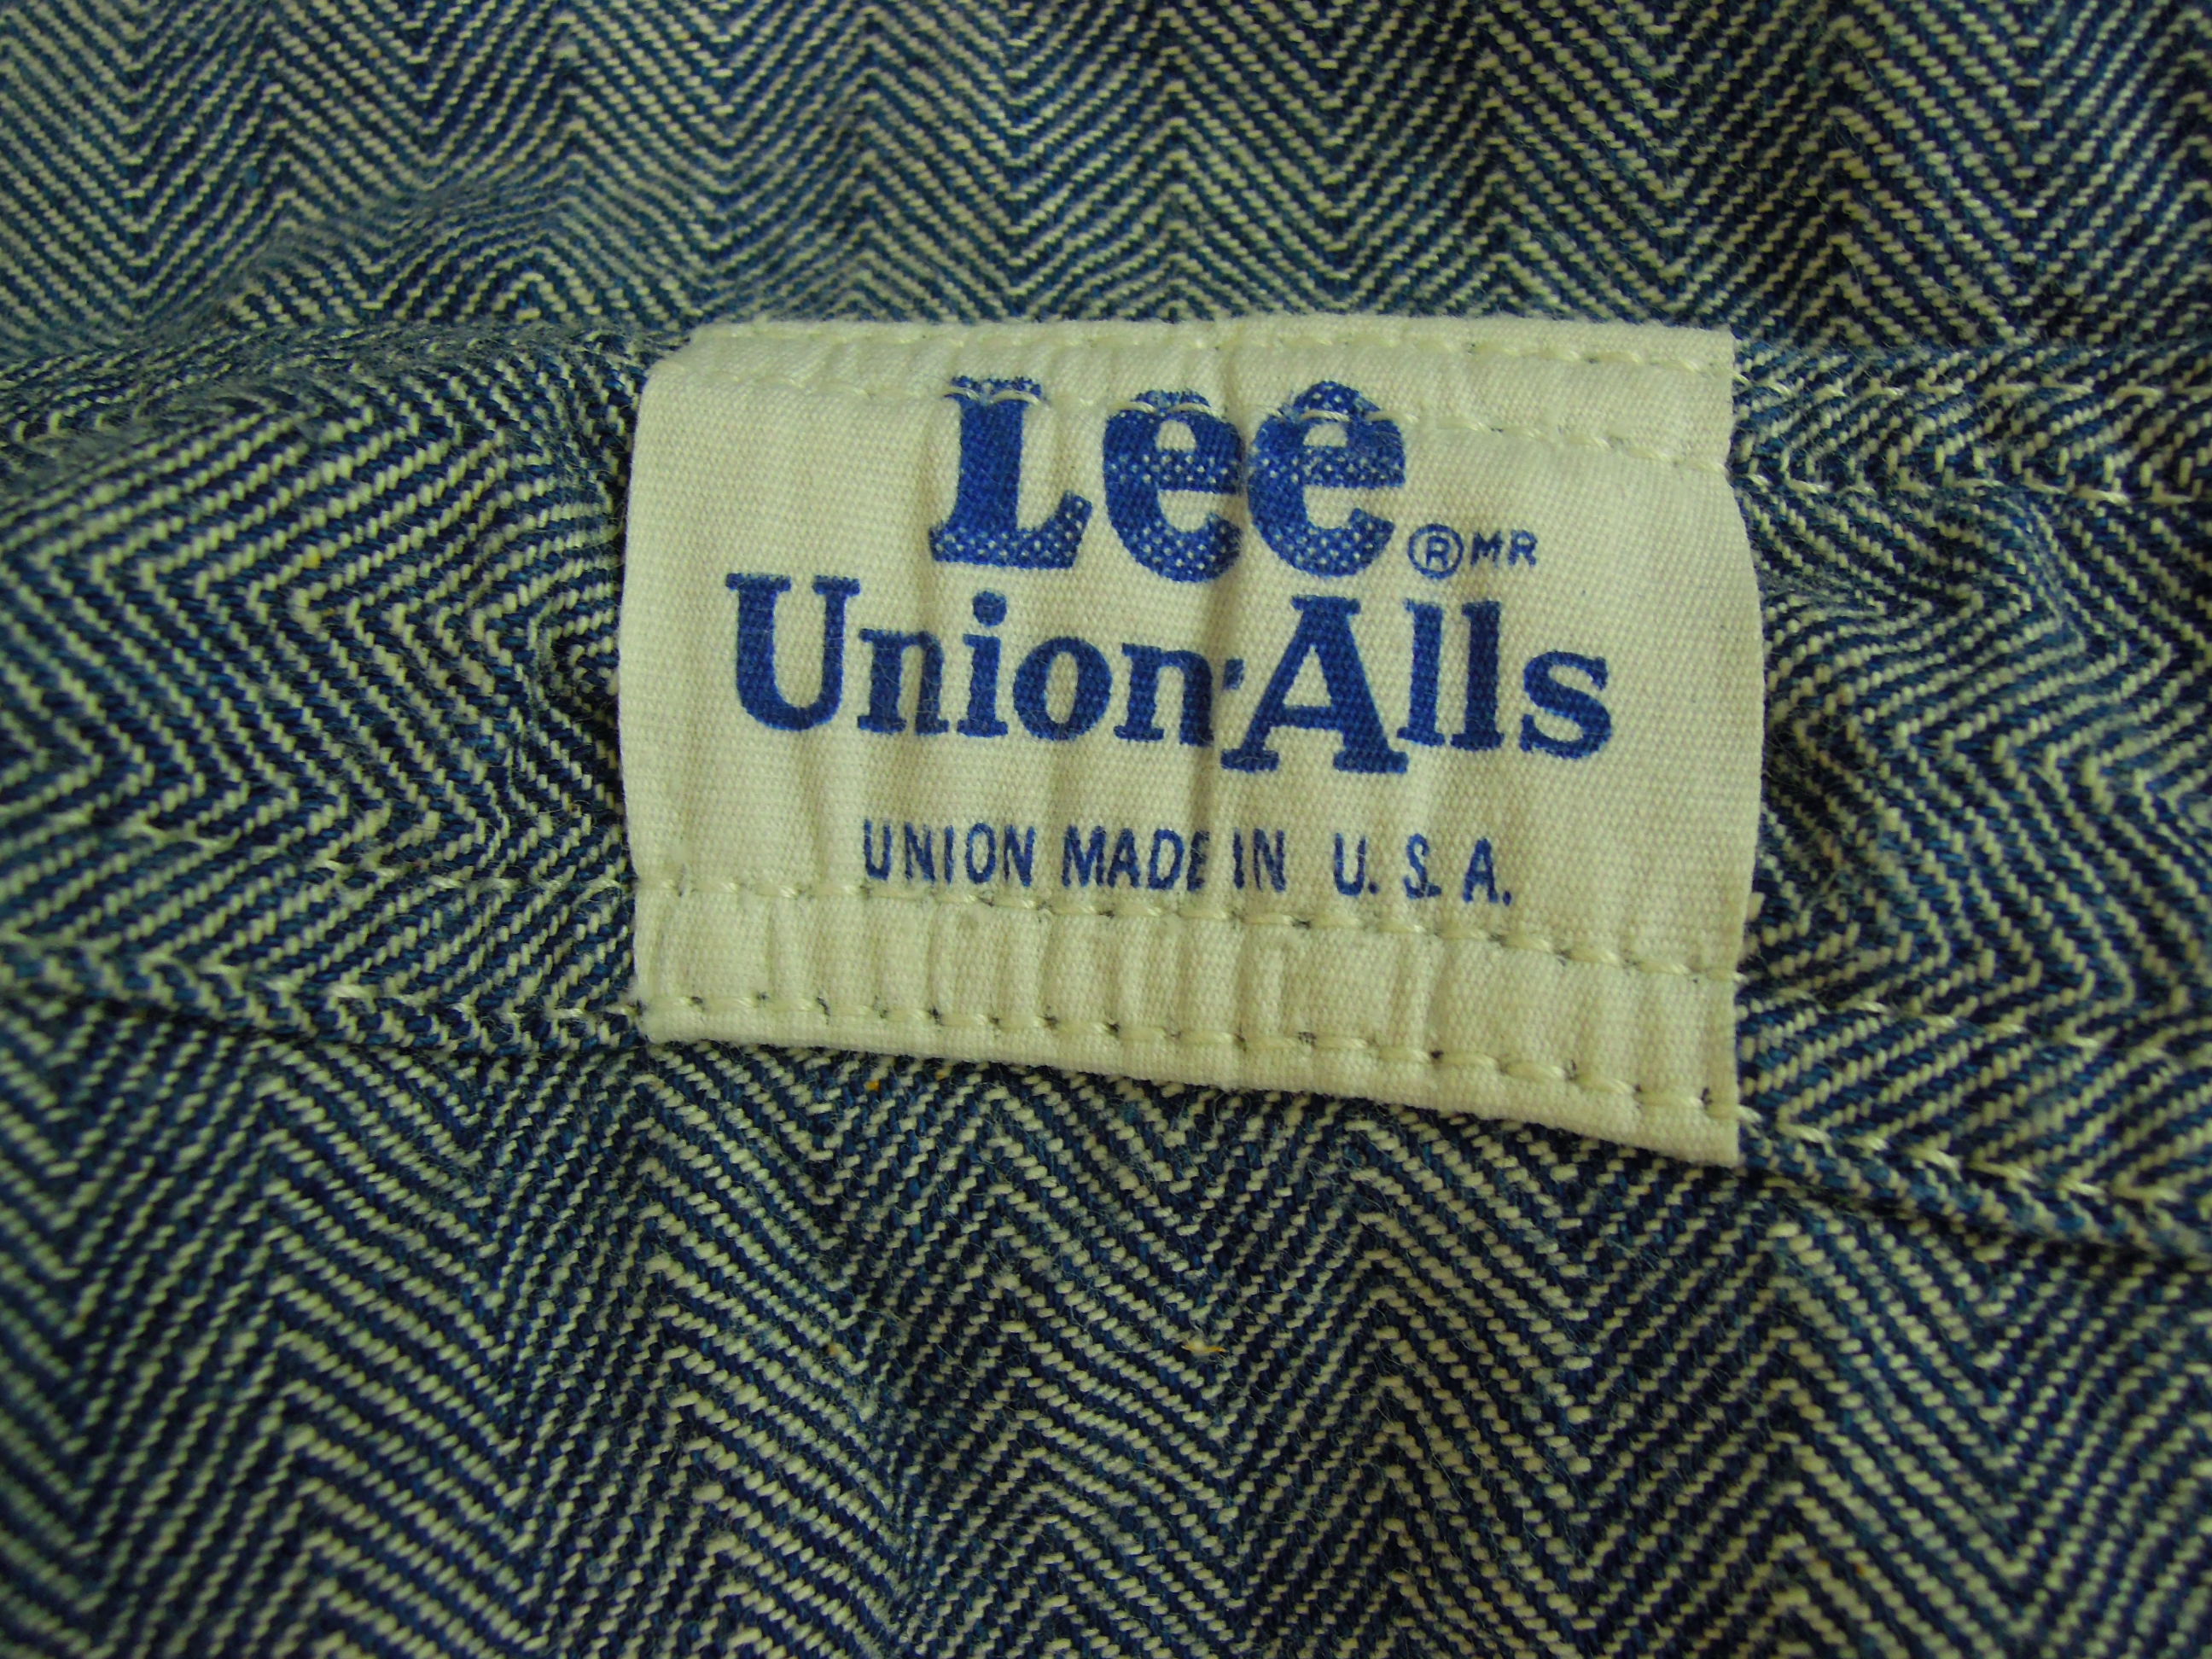 Lee ® MR
Union-Alls
UNION MADE IN U. S. A.